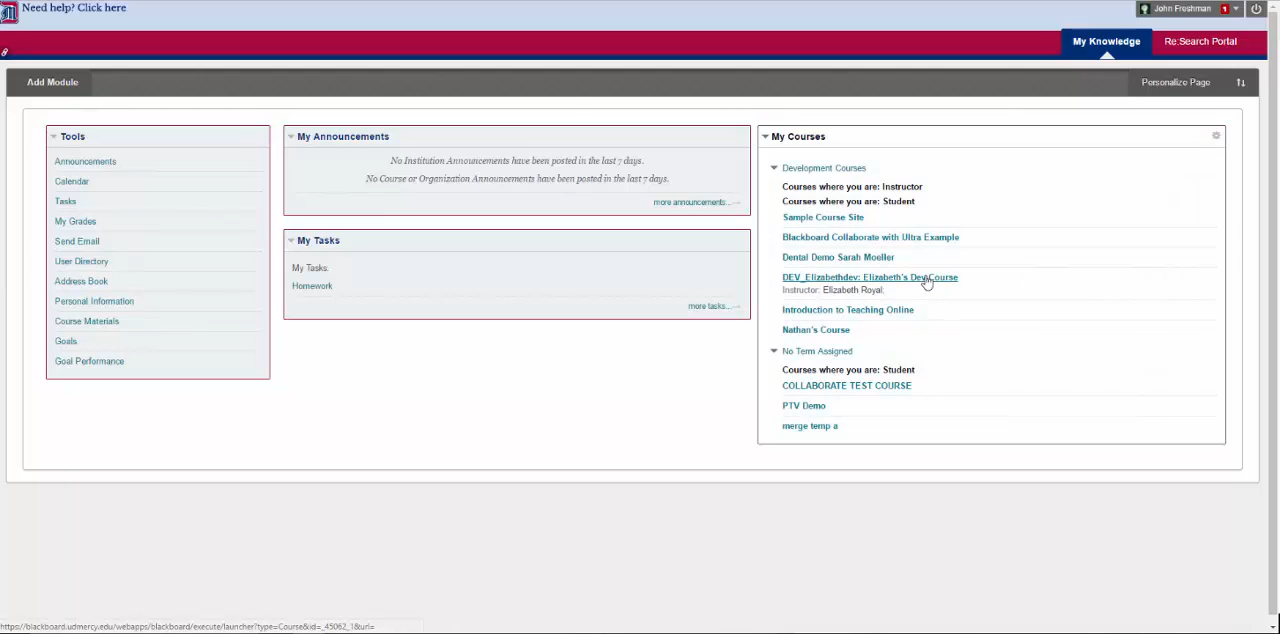 Need help? Click here
John Freshman 1
My Knowledge
Re:Search Portal
Add Module
Personalize Page
Tools
Announcements
Calendar
Tasks
My Grades
Send Email
User Directory
Address Book
Personal Information
Course Materials
Goals
Goal Performance
My Announcements
No Institution Announcements have been posted in the last 7 days.
No Course or Organization Announcements have been posted in the last 7 days.
more announcements...
My Tasks
My Tasks:
Homework
more tasks...
My Courses
Development Courses
Courses where you are: Instructor
Courses where you are: Student
Sample Course Site
Blackboard Collaborate with Ultra Example
Dental Demo Sarah Moeller
DEV_Elizabethdev: Elizabeth's Dev Course
Instructor: Elizabeth Royal;
Introduction to Teaching Online
Nathan's Course
No Term Assigned
Courses where you are: Student
COLLABORATE TEST COURSE
PTV Demo
merge temp a
https://blackboard.udmercy.edu/webapps/blackboard/execute/launcher?type=Course&id=_45062_1&url=